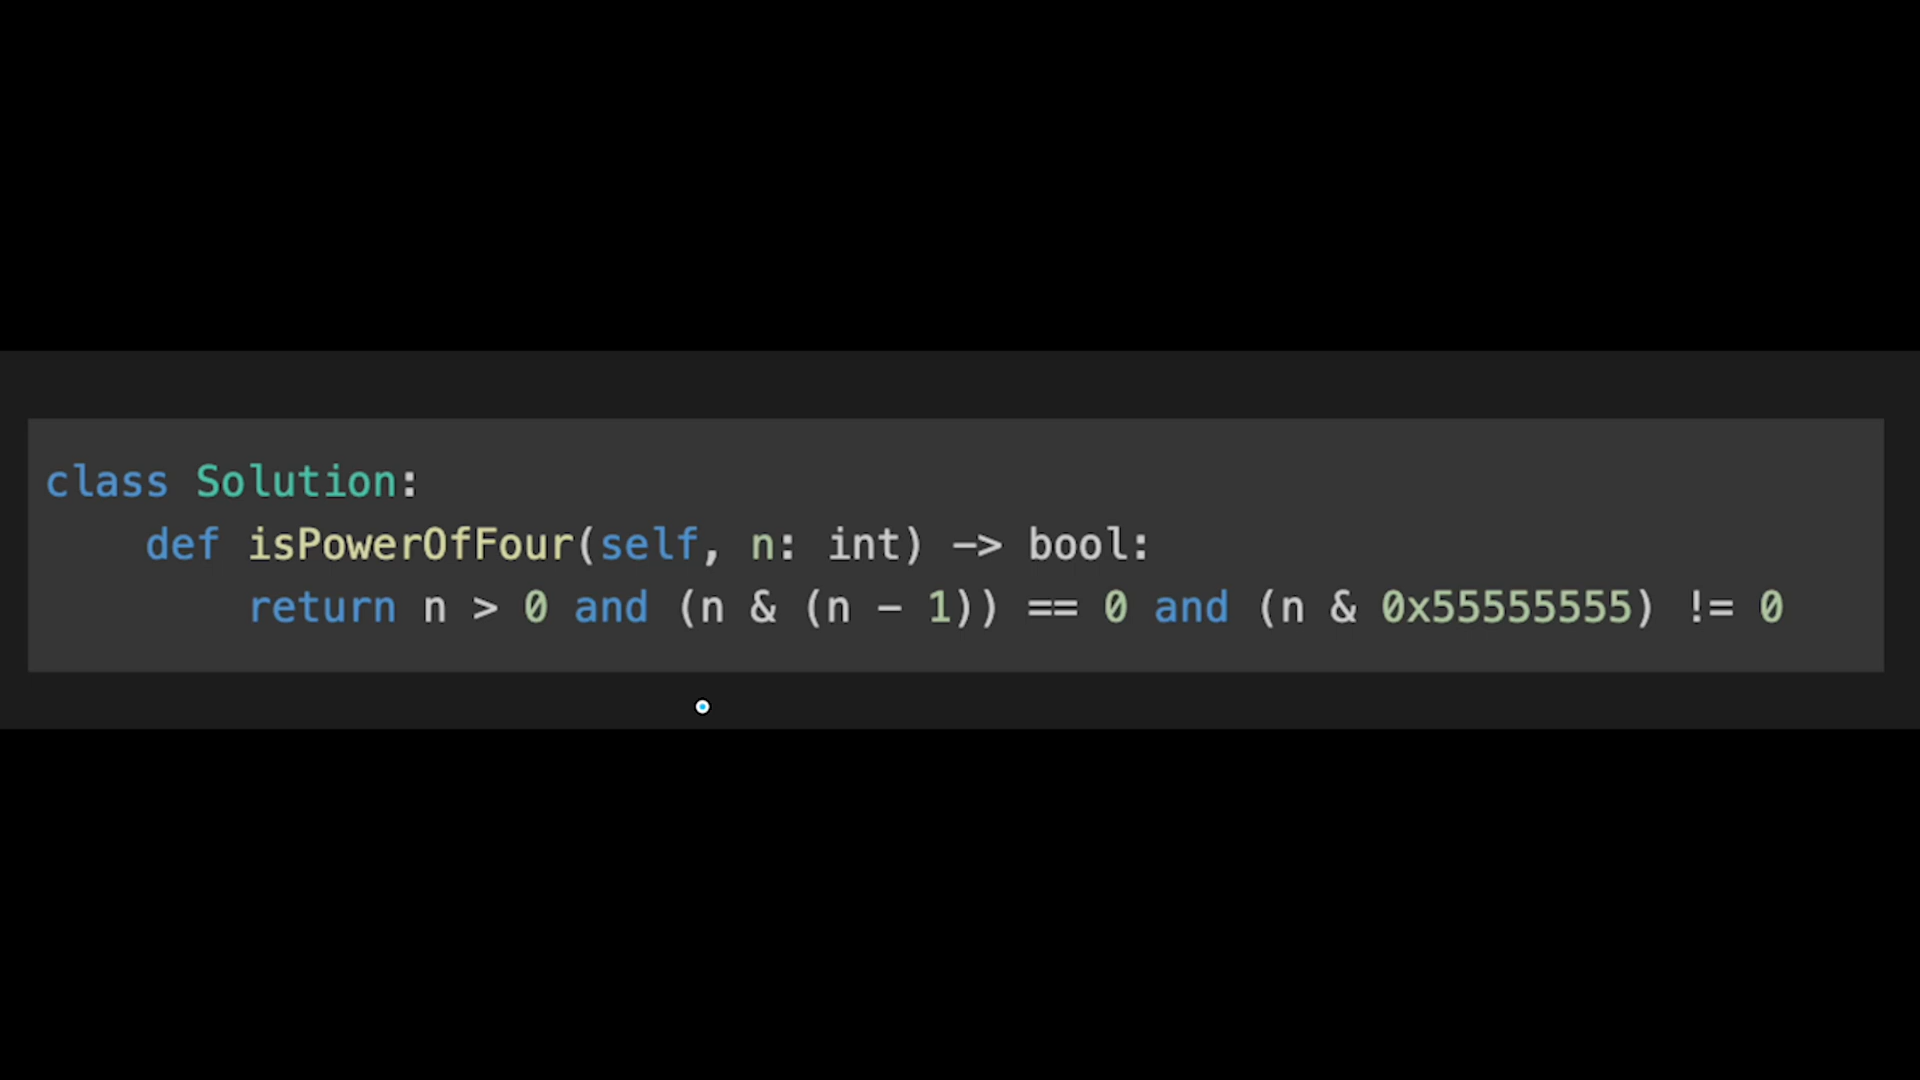 class Solution:
    def isPowerOfFour(self, n: int) -> bool:
        return n > 0 and (n & (n - 1)) == 0 and (n & 0x55555555) != 0